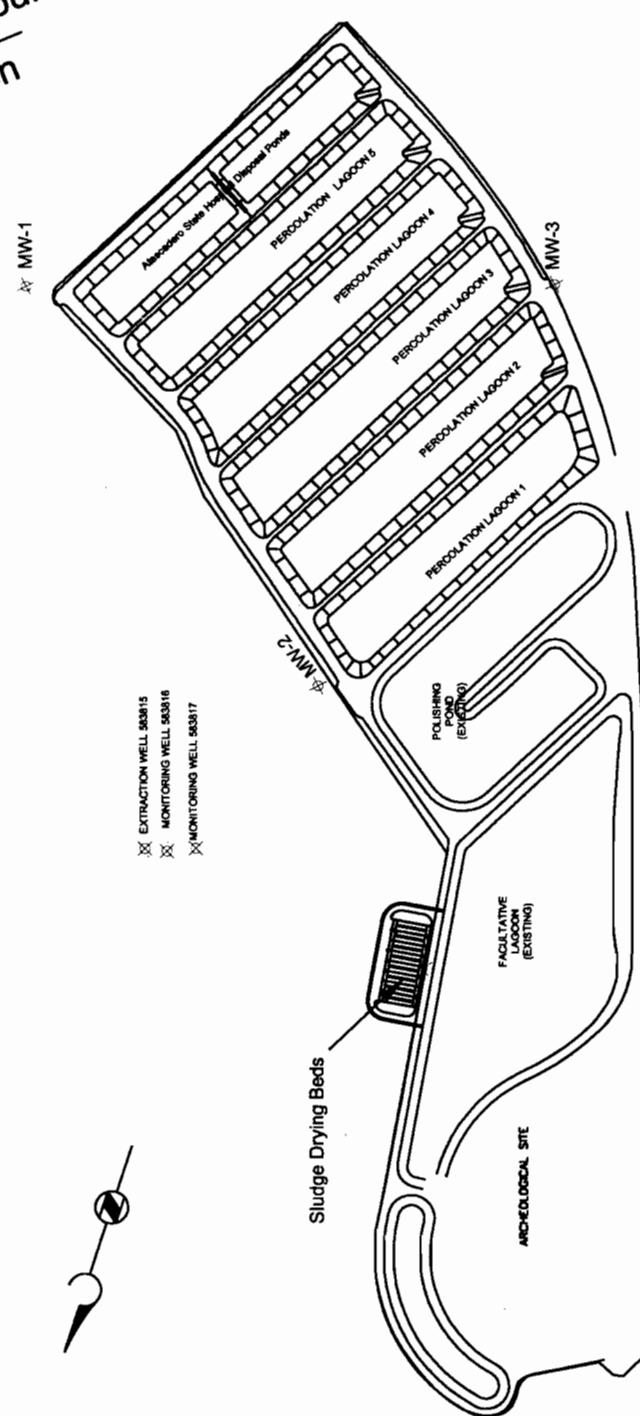 MW-1
Atascadero State Hospital Disposal Ponds
PERCOLATION LAGOON 5
PERCOLATION LAGOON 4
PERCOLATION LAGOON 3
PERCOLATION LAGOON 2
PERCOLATION LAGOON 1
MW-3
MW-2
EXTRACTION WELL 583815
MONITORING WELL 583816
MONITORING WELL 583817
POLISHING
POND
(EXISTING)
FACULTATIVE
LAGOON
(EXISTING)
Sludge Drying Beds
ARCHEOLOGICAL SITE